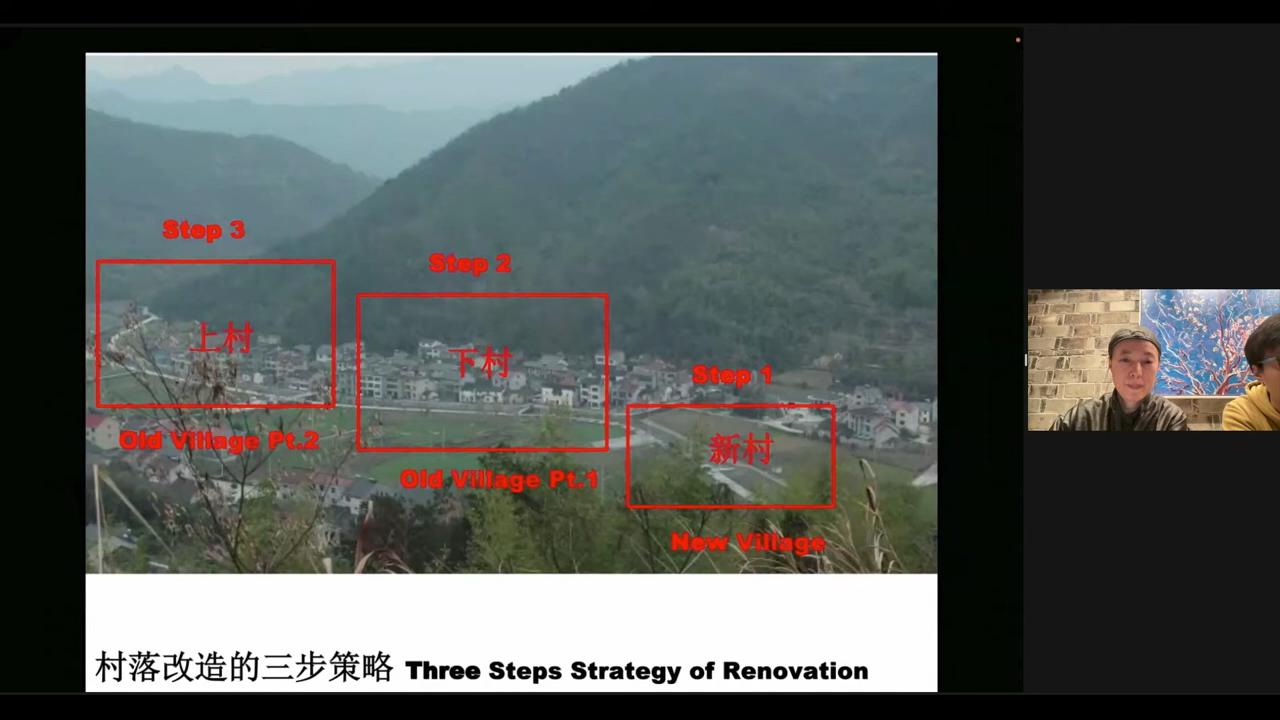 Step 3
Step 2
上村
下村
Step 1
Old Village Pt.2
新村
Old Village Pt.1
New Village
村落改造的三步策略 Three Steps Strategy of Renovation